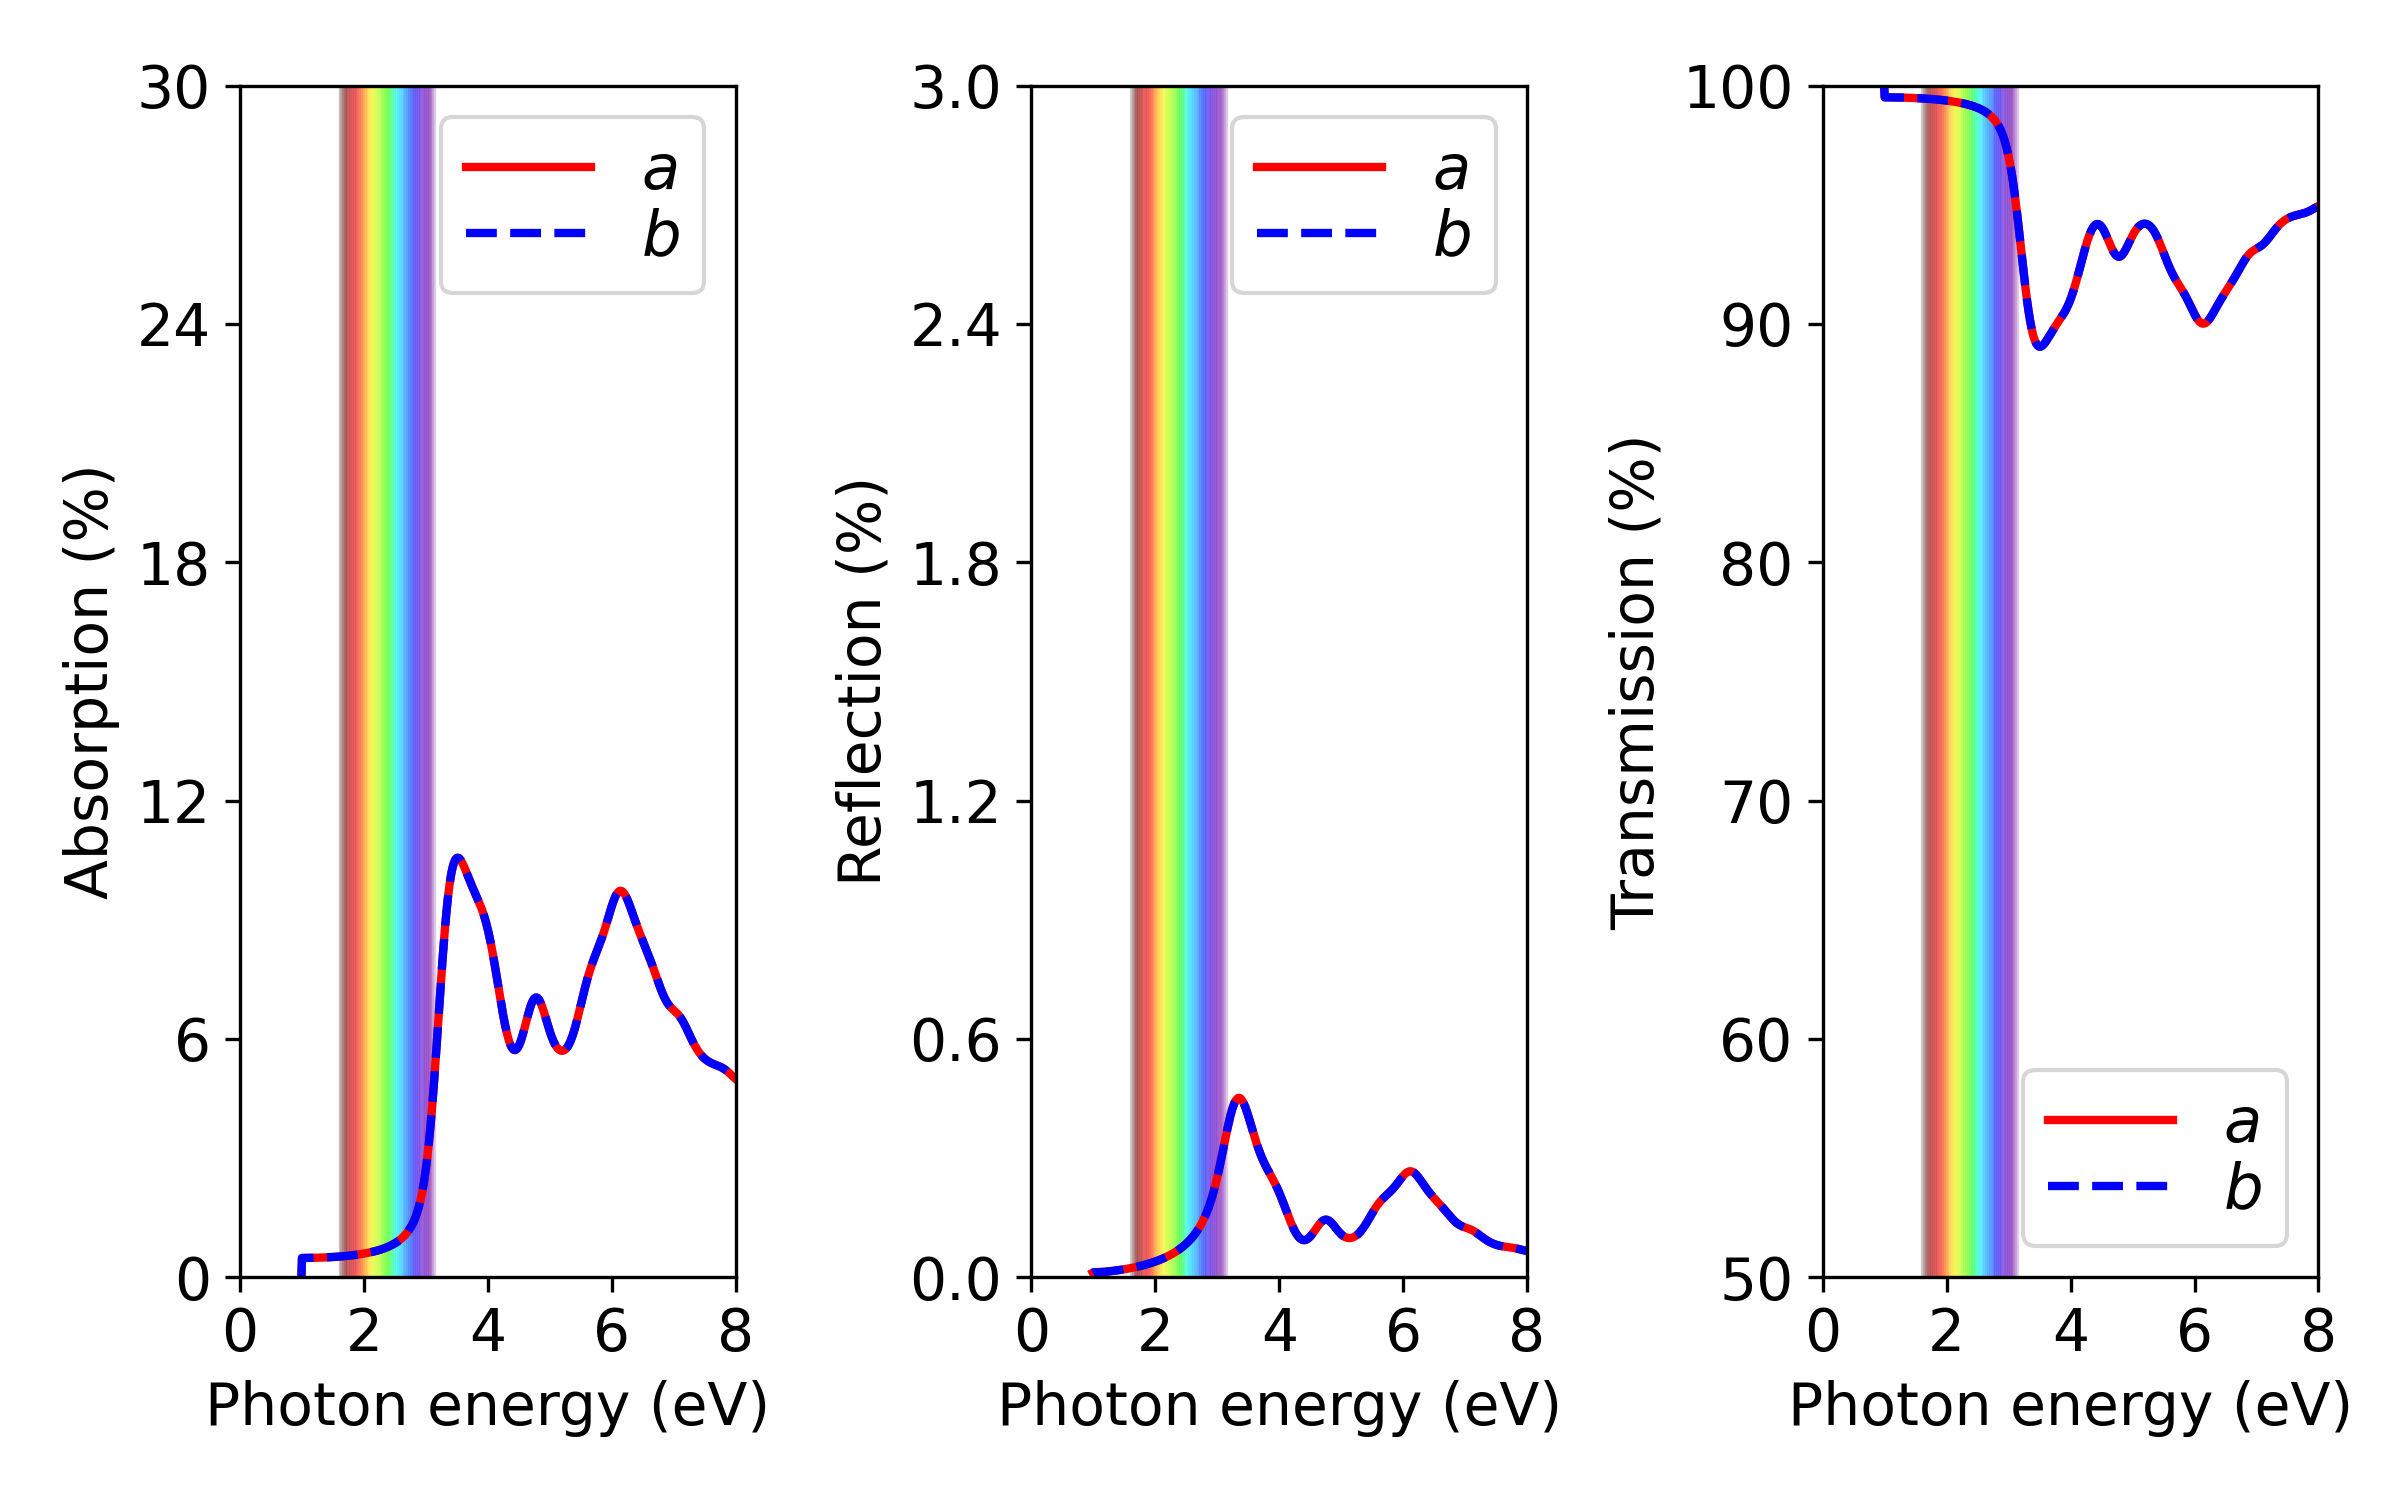 30
24
18
12
6
0
0 2 4 6 8
Absorption (%)
Photon energy (eV)
a
b
3.0
2.4
1.8
1.2
0.6
0.0
0 2 4 6 8
Reflection (%)
Photon energy (eV)
a
b
100
90
80
70
60
50
0 2 4 6 8
Transmission (%)
Photon energy (eV)
a
b